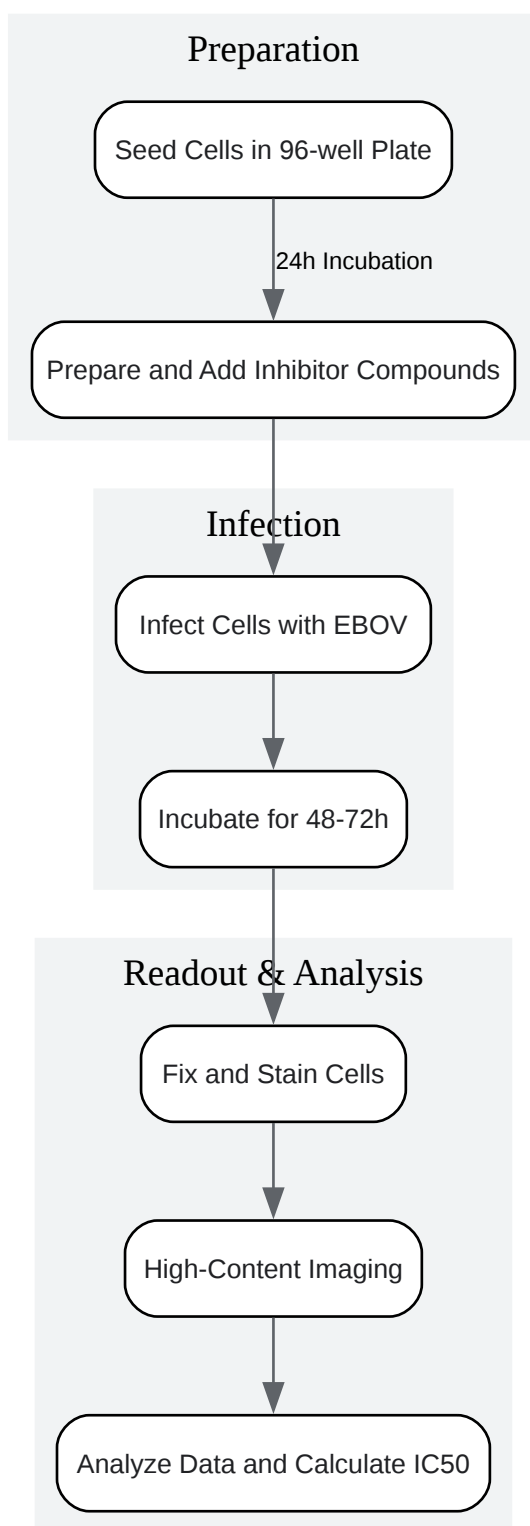 Preparation
Seed Cells in 96-well Plate
24h Incubation
Prepare and Add Inhibitor Compounds
Infection
Infect Cells with EBOV
Incubate for 48-72h
Readout & Analysis
Fix and Stain Cells
High-Content Imaging
Analyze Data and Calculate IC50